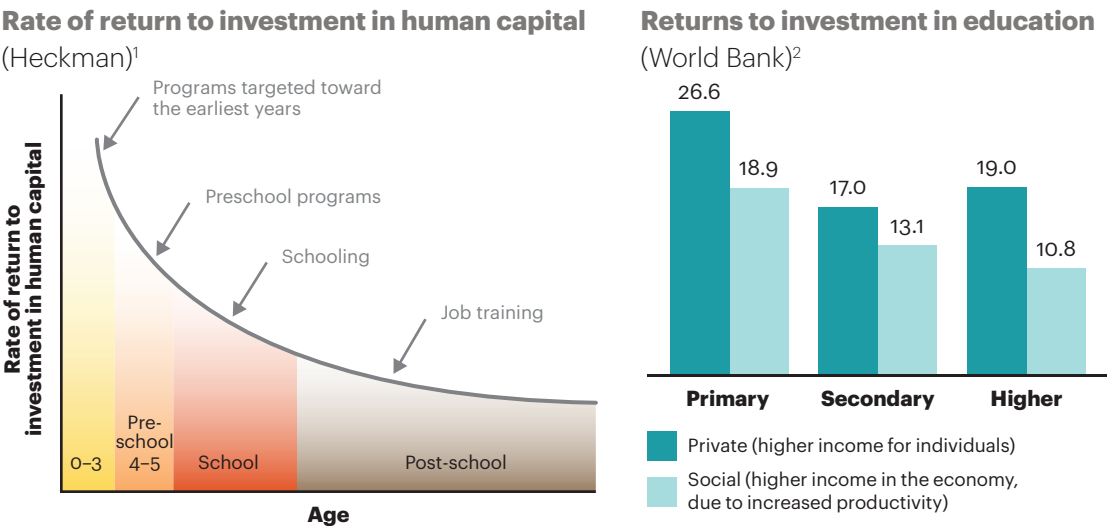 Rate of return to investment in human capital
(Heckman)¹
Programs targeted toward
the earliest years
Preschool programs
Schooling
Job training
Rate of return to
investment in human capital
0–3
Pre-
school
4–5
School
Post-school
Age
Returns to investment in education
(World Bank)²
26.6
18.9
17.0
13.1
19.0
10.8
Primary
Secondary
Higher
Private (higher income for individuals)
Social (higher income in the economy,
due to increased productivity)